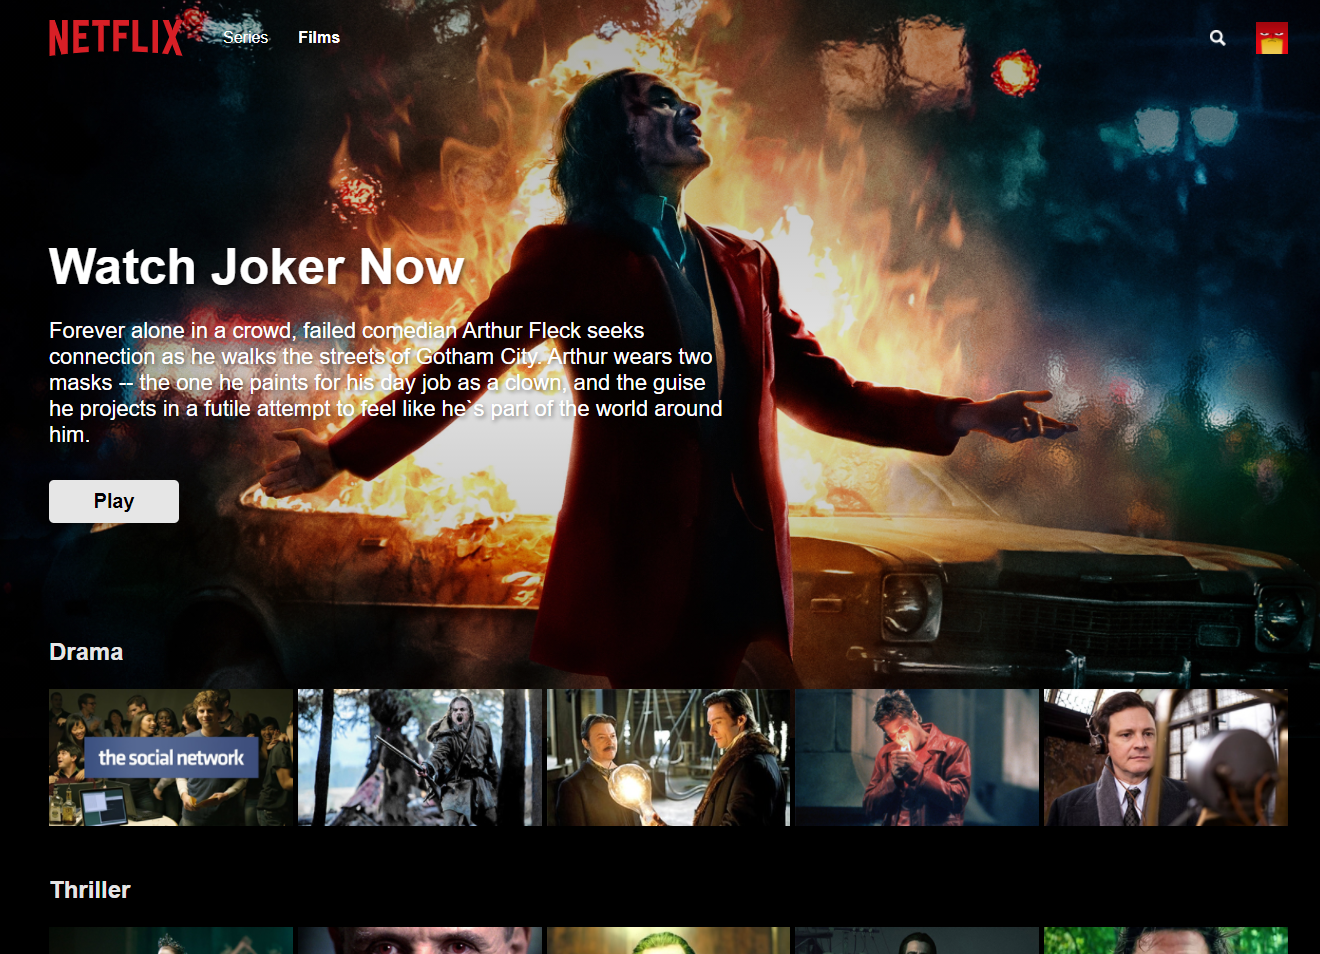 NETFLIX
Series
Films
Watch Joker Now
Forever alone in a crowd, failed comedian Arthur Fleck seeks
connection as he walks the streets of Gotham City. Arthur wears two
masks -- the one he paints for his day job as a clown, and the guise
he projects in a futile attempt to feel like he`s part of the world around
him.
Play
Drama
the social network
Thriller